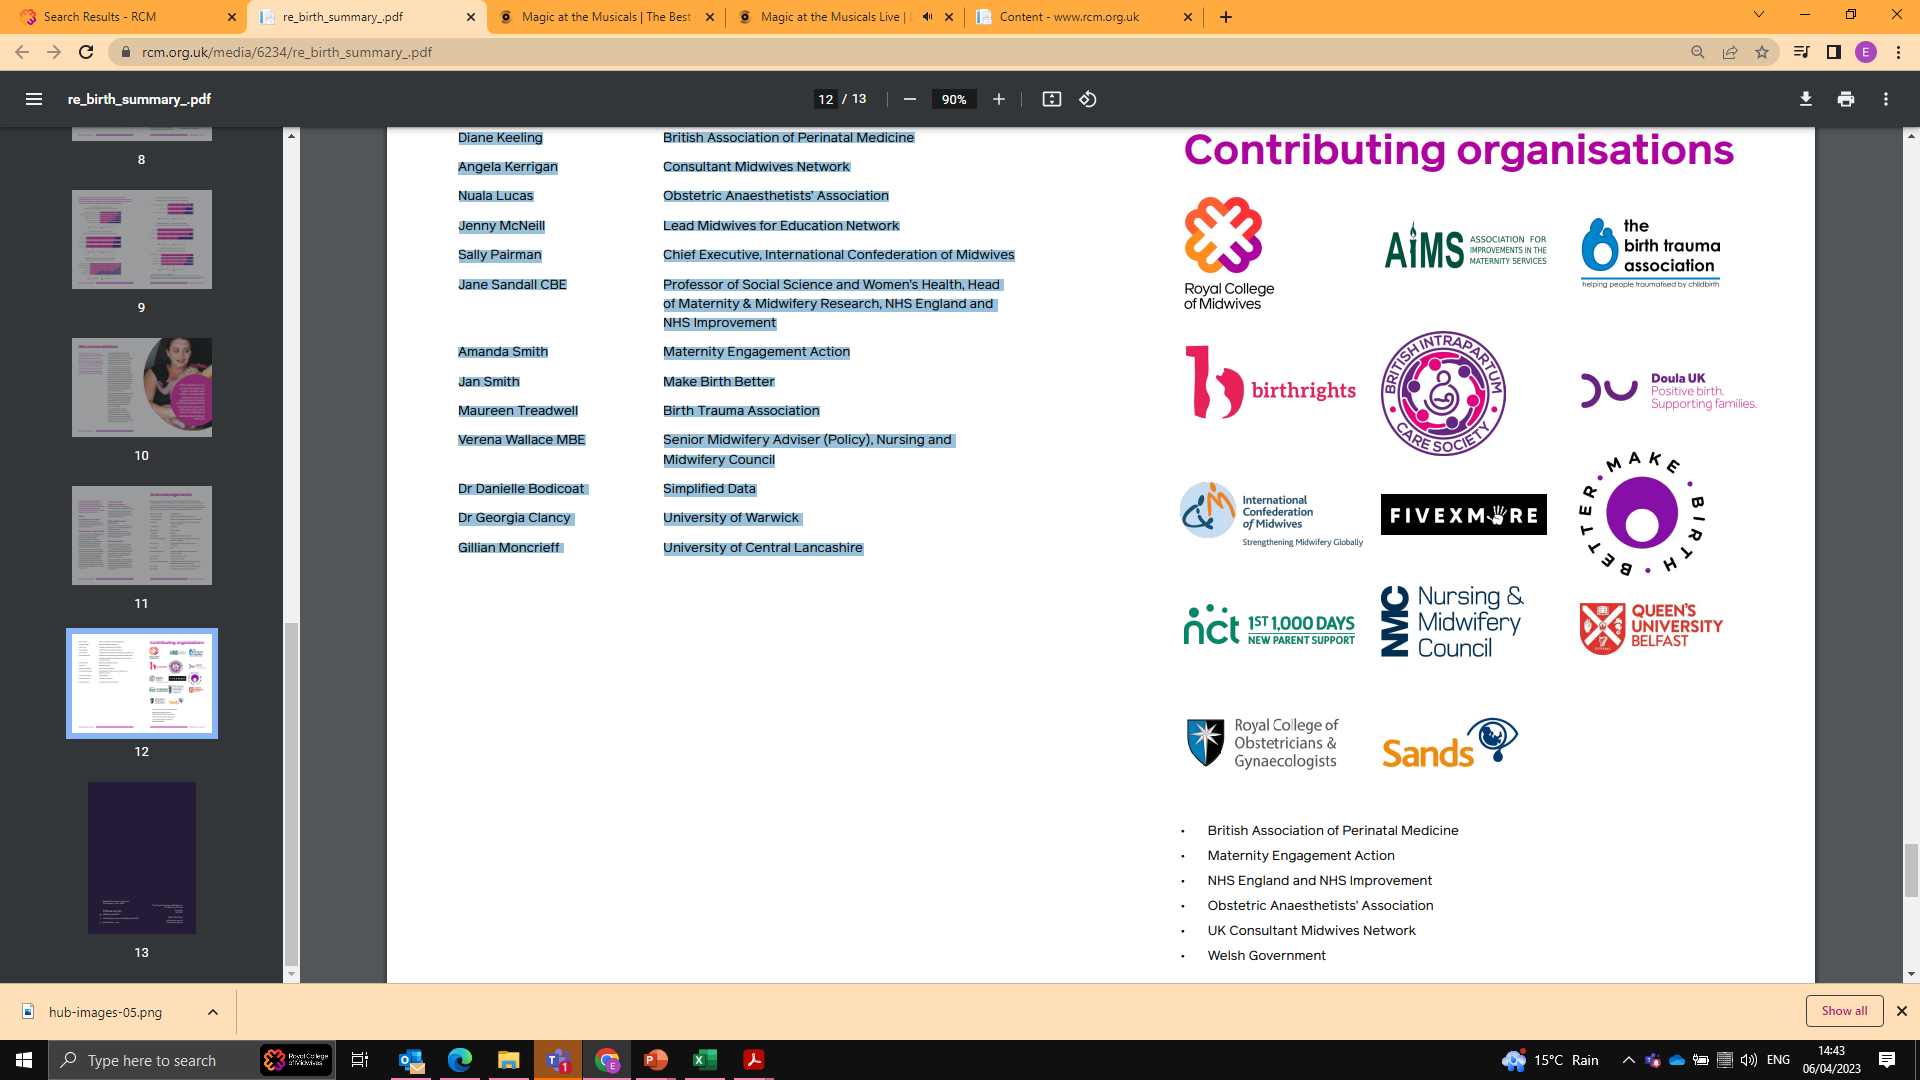 Search Results - RCM
re_birth_summary_.pdf
Magic at the Musicals | The Best
Magic at the Musicals Live |
Content - www.rcm.org.uk
rcm.org.uk/media/6234/re_birth_summary_.pdf
E
re_birth_summary_.pdf
12 / 13
90%
8
9
10
11
12
13
Diane Keeling British Association of Perinatal Medicine
Angela Kerrigan Consultant Midwives Network
Nuala Lucas Obstetric Anaesthetists' Association
Jenny McNeill Lead Midwives for Education Network
Sally Pairman Chief Executive, International Confederation of Midwives
Jane Sandall CBE Professor of Social Science and Women's Health, Head
of Maternity & Midwifery Research, NHS England and
NHS Improvement
Amanda Smith Maternity Engagement Action
Jan Smith Make Birth Better
Maureen Treadwell Birth Trauma Association
Verena Wallace MBE Senior Midwifery Adviser (Policy), Nursing and
Midwifery Council
Dr Danielle Bodicoat Simplified Data
Dr Georgia Clancy University of Warwick
Gillian Moncrieff University of Central Lancashire
Contributing organisations
Royal College
of Midwives
AiMS
ASSOCIATION FOR
IMPROVEMENTS IN THE
MATERNITY SERVICES
the
birth trauma
association
helping people traumatised by childbirth
birthrights
BRITISH INTRAPARTUM
CARE SOCIETY
Doula UK
Positive birth.
Supporting families.
International
Confederation
of Midwives
Strengthening Midwifery Globally
FIVEXMORE
MAKE BIRTH BETTER
nct
1ST 1,000 DAYS
NEW PARENT SUPPORT
NMC
Nursing &
Midwifery
Council
QUEEN'S
UNIVERSITY
BELFAST
Royal College of
Obstetricians &
Gynaecologists
Sands
• British Association of Perinatal Medicine
• Maternity Engagement Action
• NHS England and NHS Improvement
• Obstetric Anaesthetists' Association
• UK Consultant Midwives Network
• Welsh Government
hub-images-05.png
Show all
Type here to search
Royal College
of Midwives
1
15°C Rain
ENG
14:43
06/04/2023